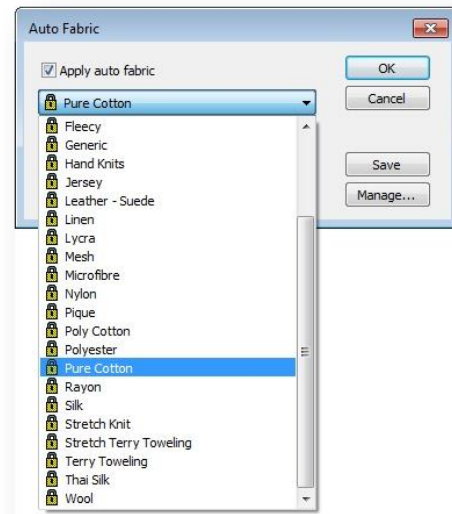 Auto Fabric
Apply auto fabric
OK
Pure Cotton
Cancel
Fleecy
Generic
Hand Knits
Save
Jersey
Leather - Suede
Manage...
Linen
Lycra
Mesh
Microfibre
Nylon
Pique
Poly Cotton
Polyester
Pure Cotton
Rayon
Silk
Stretch Knit
Stretch Terry Toweling
Terry Toweling
Thai Silk
Wool